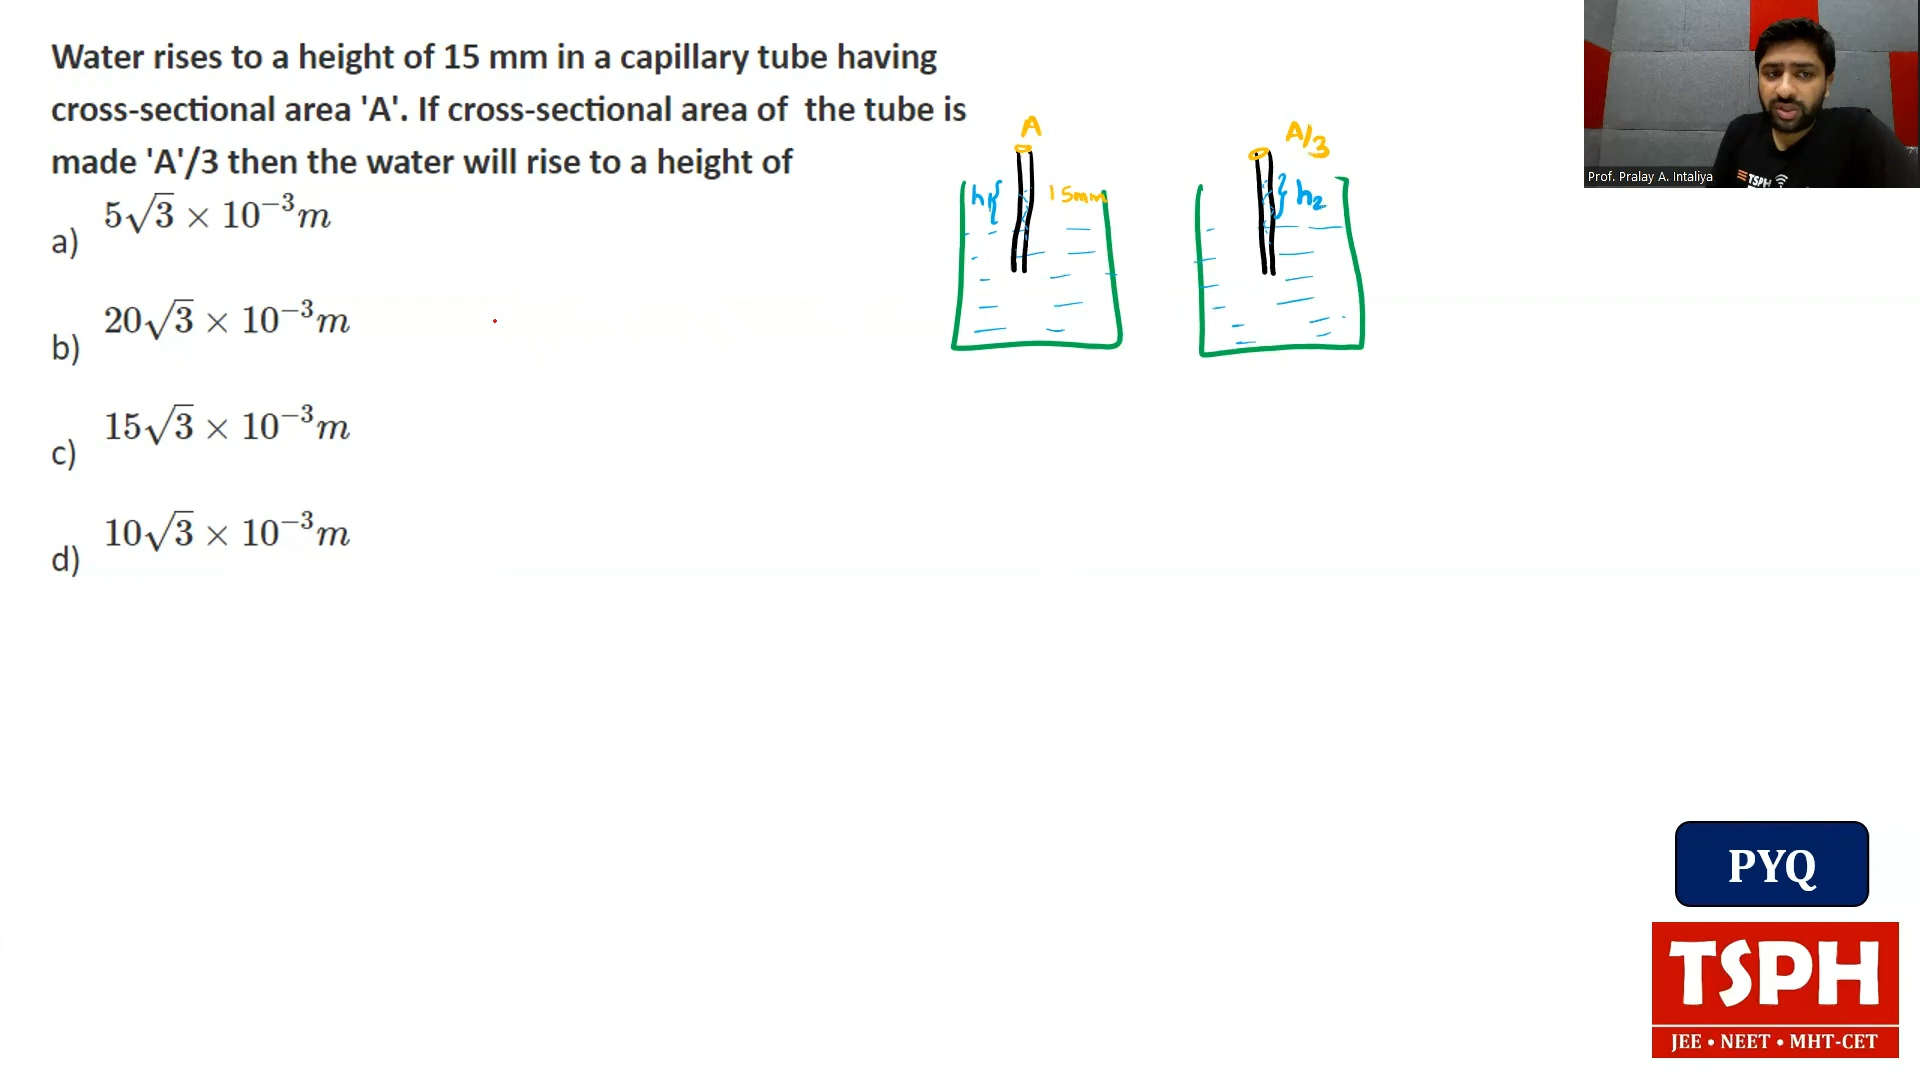 Water rises to a height of 15 mm in a capillary tube having
cross-sectional area 'A'. If cross-sectional area of the tube is
made 'A'/3 then the water will rise to a height of
a) 5√3 × 10⁻³m
b) 20√3 × 10⁻³m
c) 15√3 × 10⁻³m
d) 10√3 × 10⁻³m
A
h₁
15mm
A/3
h₂
Prof. Pralay A. Intaliya
TSPH
PYQ
TSPH
JEE • NEET • MHT-CET